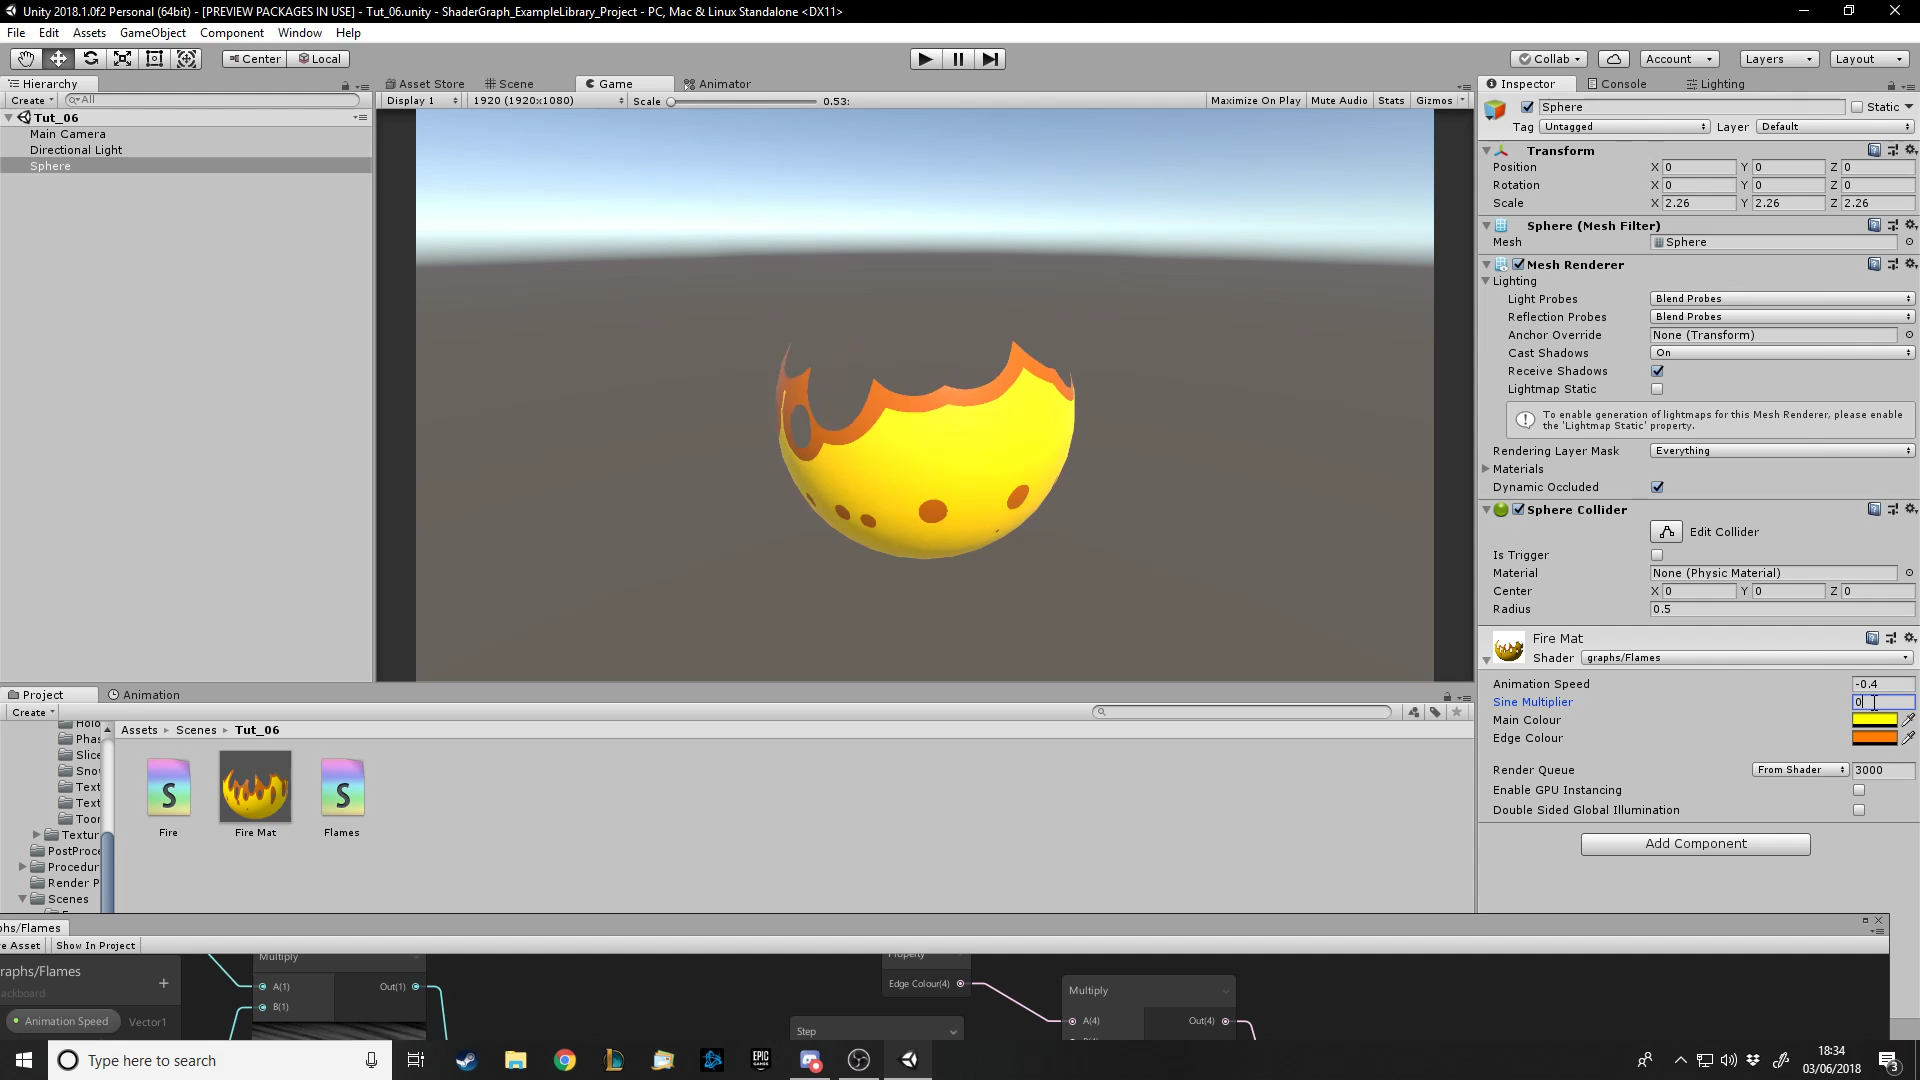 Unity 2018.1.0f2 Personal (64bit) - [PREVIEW PACKAGES IN USE] - Tut_06.unity - ShaderGraph_ExampleLibrary_Project - PC, Mac & Linux Standalone <DX11>
File Edit Assets GameObject Component Window Help
Center Local
Collab Account Layers Layout
Hierarchy
Asset Store Scene Game Animator
Inspector Console Lighting
Create All
Display 1 1920 (1920x1080) Scale 0.53: Maximize On Play Mute Audio Stats Gizmos
Tut_06
Main Camera
Directional Light
Sphere
Sphere Static
Tag Untagged Layer Default
Transform
Position X 0 Y 0 Z 0
Rotation X 0 Y 0 Z 0
Scale X 2.26 Y 2.26 Z 2.26
Sphere (Mesh Filter)
Mesh Sphere
Mesh Renderer
Lighting
Light Probes Blend Probes
Reflection Probes Blend Probes
Anchor Override None (Transform)
Cast Shadows On
Receive Shadows
Lightmap Static
To enable generation of lightmaps for this Mesh Renderer, please enable
the 'Lightmap Static' property.
Rendering Layer Mask Everything
Materials
Dynamic Occluded
Sphere Collider
Edit Collider
Is Trigger
Material None (Physic Material)
Center X 0 Y 0 Z 0
Radius 0.5
Fire Mat
Shader graphs/Flames
Animation Speed -0.4
Sine Multiplier 0
Main Colour
Edge Colour
Render Queue From Shader 3000
Enable GPU Instancing
Double Sided Global Illumination
Add Component
Project Animation
Create
Assets Scenes Tut_06
Holo
Phas
Slice
Snov
Text
Text
Toor
Textur
PostProce
Procedur
Render P
Scenes
Fire Fire Mat Flames
phs/Flames
e Asset Show In Project
raphs/Flames
ackboard
Animation Speed Vector1
Multiply
A(1) Out(1)
B(1)
Property
Edge Colour(4)
Step
Multiply
A(4) Out(4)
Type here to search
EPIC
GAMES
18:34
03/06/2018
3